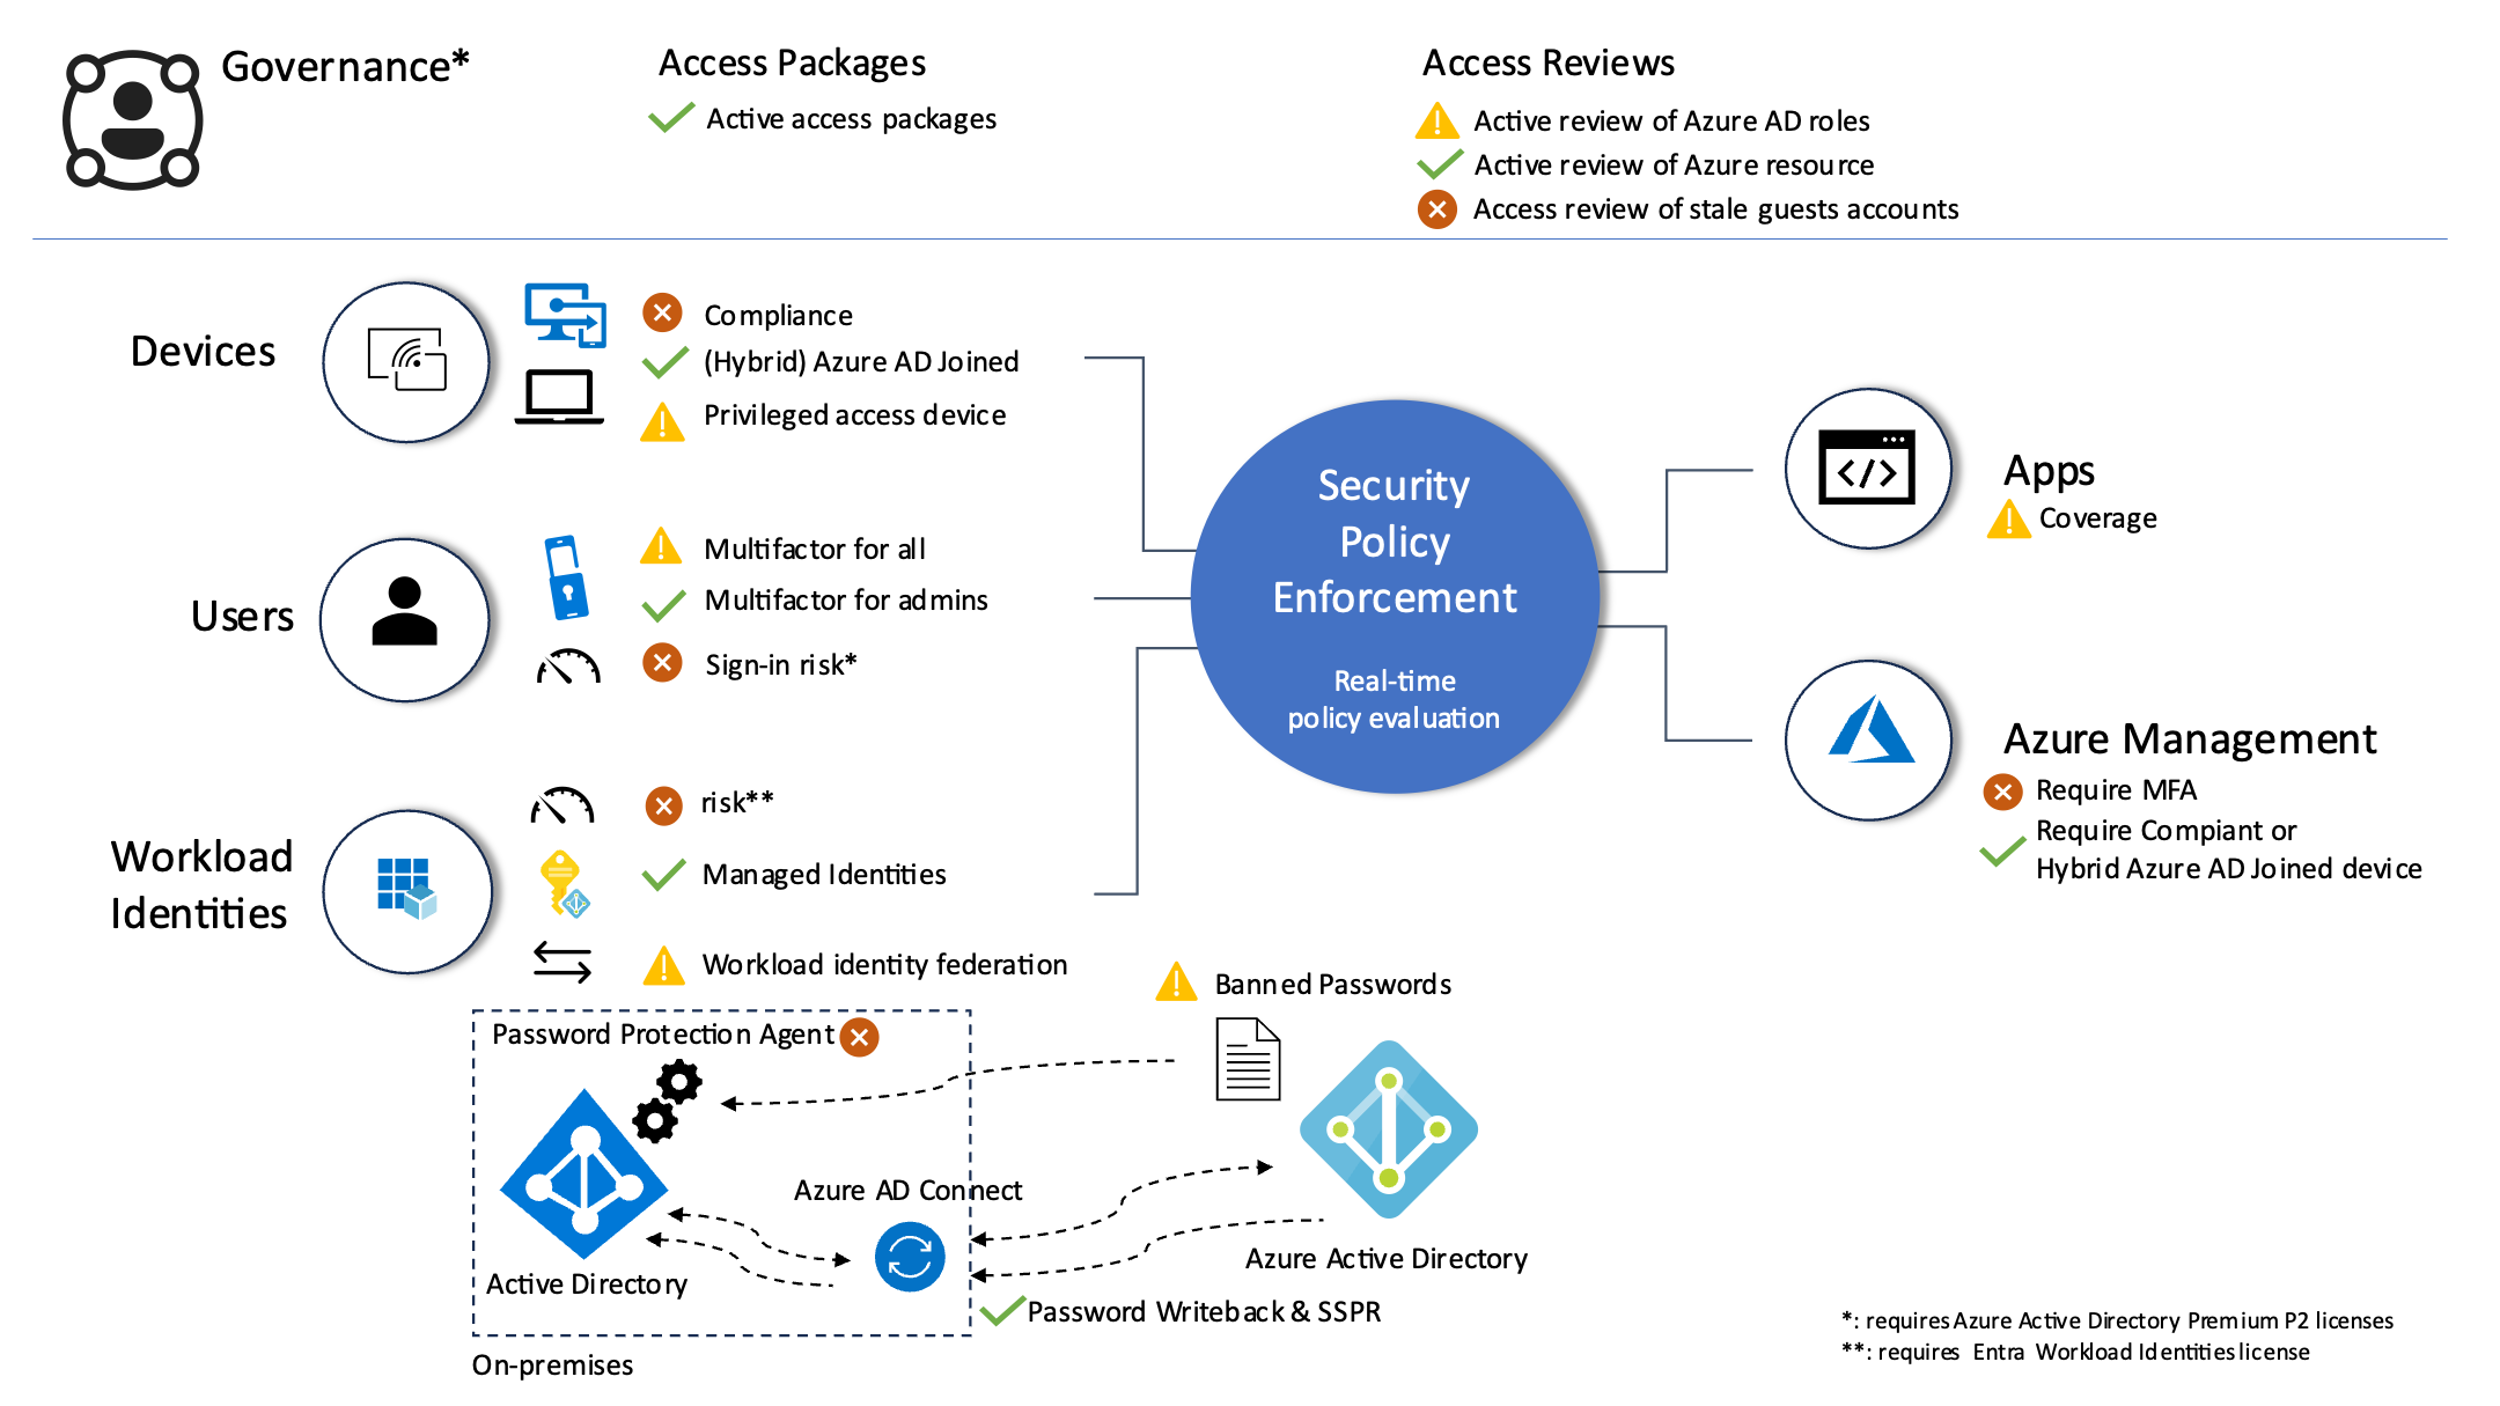 Governance*
Access Packages
Active access packages
Access Reviews
Active review of Azure AD roles
Active review of Azure resource
Access review of stale guests accounts
Devices
Compliance
(Hybrid) Azure AD Joined
Privileged access device
Users
Multifactor for all
Multifactor for admins
Sign-in risk*
Workload
Identities
risk**
Managed Identities
Workload identity federation
Security
Policy
Enforcement
Real-time
policy evaluation
Apps
Coverage
Azure Management
Require MFA
Require Compiant or
Hybrid Azure AD Joined device
Banned Passwords
Password Protection Agent
Azure AD Connect
Active Directory
Azure Active Directory
Password Writeback & SSPR
On-premises
*: requires Azure Active Directory Premium P2 licenses
**: requires Entra Workload Identities license